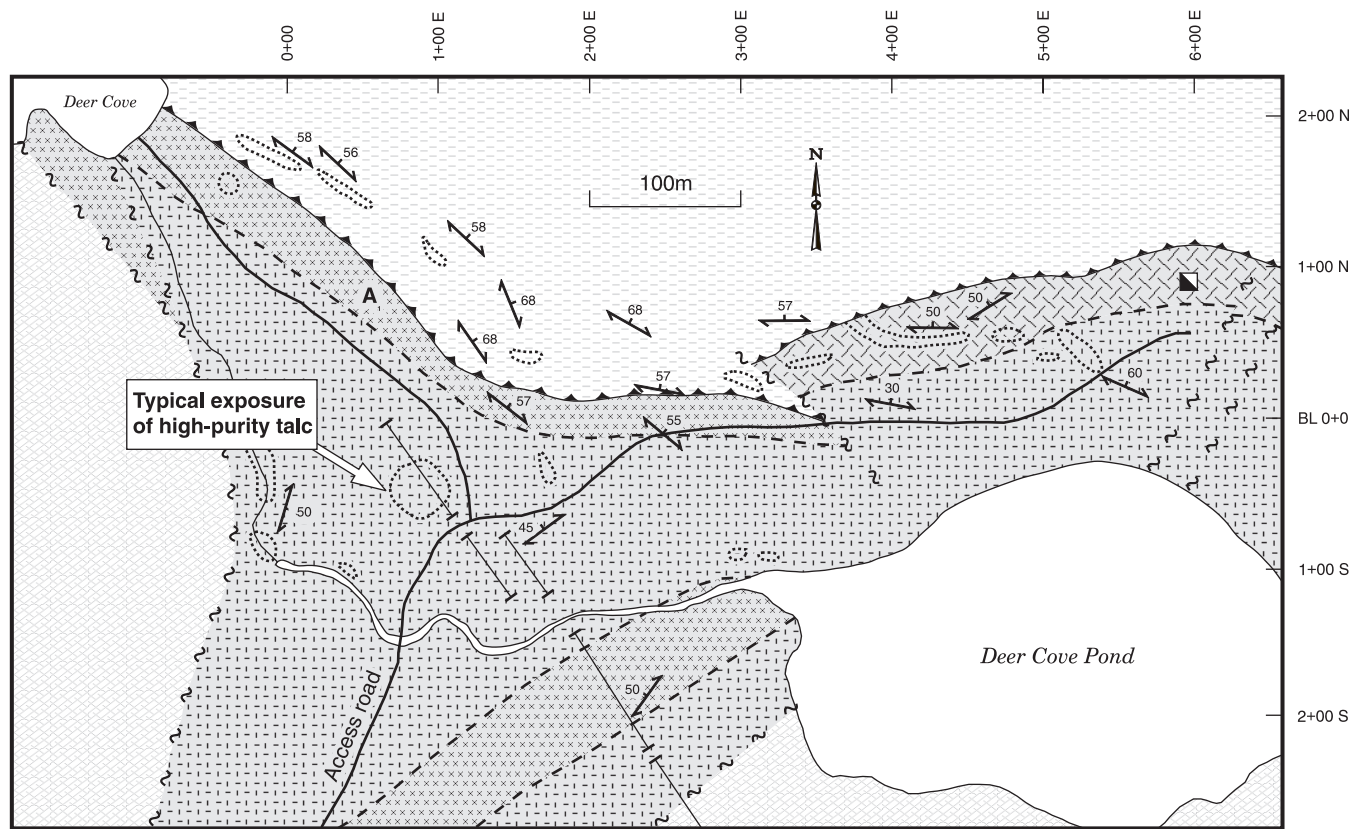 0+00
1+00 E
2+00 E
3+00 E
4+00 E
5+00 E
6+00 E
Deer Cove
2+00 N
58
56
N
100m
58
1+00 N
A
68
68
57
50
50
68
57
30
60
Typical exposure
of high-purity talc
57
55
BL 0+0
50
45
1+00 S
Deer Cove Pond
50
Access road
2+00 S